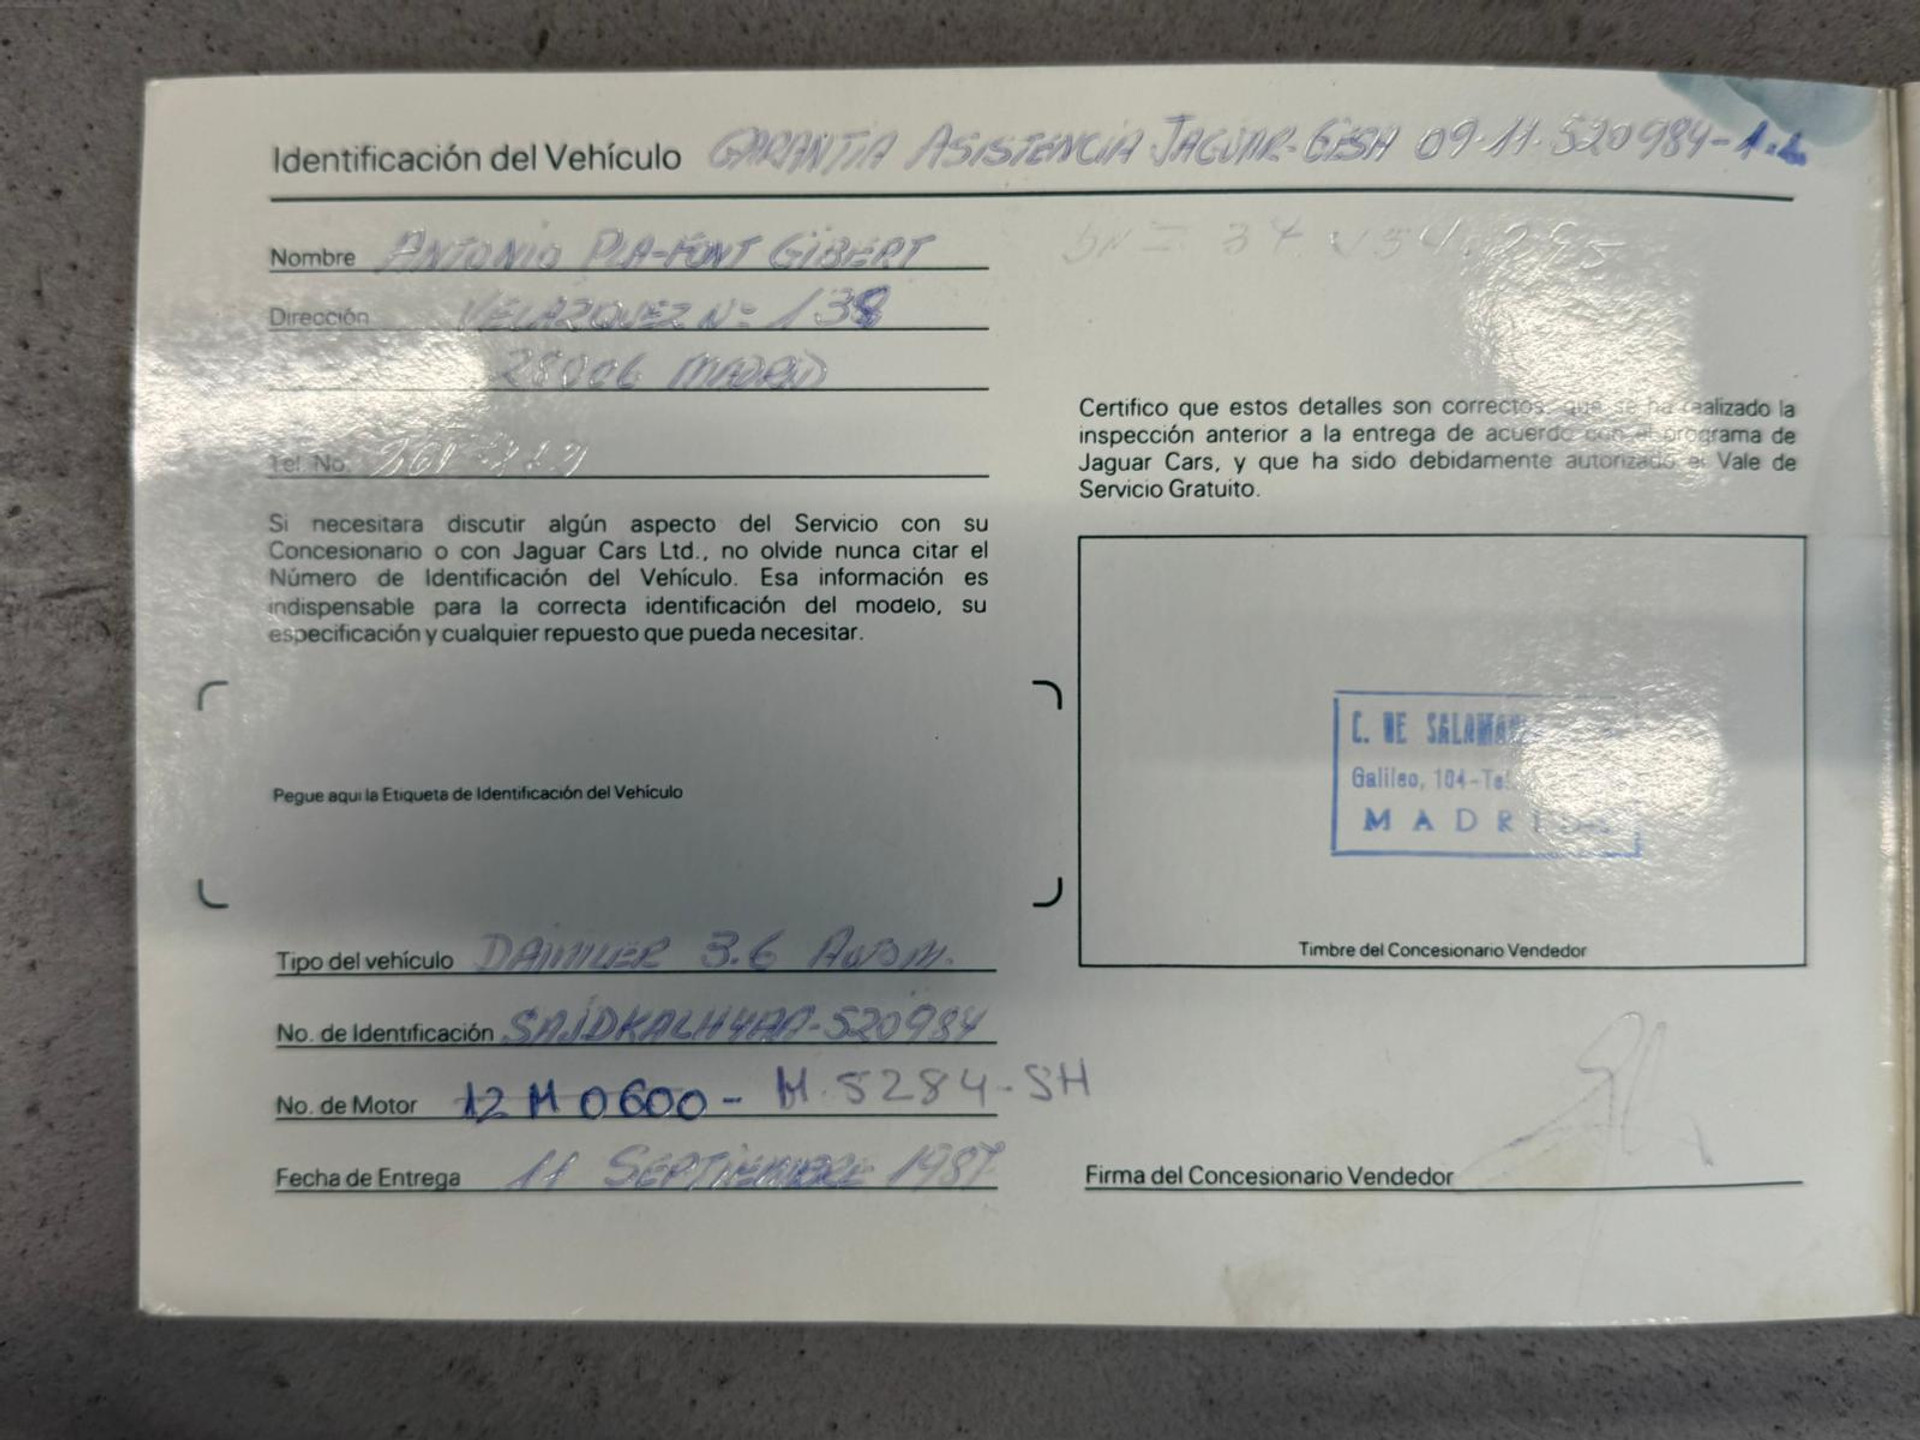 Identificación del Vehículo GARANTIA ASISTENCIA JAGUAR-GESA 09-11-520984-1.
Nombre ANTONIO PLA-FONT GIBERT
Dirección VELAZQUEZ Nº 138
28006 MADRID
Tel. No.
Si necesitara discutir algún aspecto del Servicio con su
Concesionario o con Jaguar Cars Ltd., no olvide nunca citar el
Número de Identificación del Vehículo. Esa información es
indispensable para la correcta identificación del modelo, su
especificación y cualquier repuesto que pueda necesitar.
Pegue aqui la Etiqueta de Identificación del Vehículo
Tipo del vehículo DAIMLER 3.6 AUTOM.
No. de Identificación SAJDKALH4AA-520984
No. de Motor 12 M 0600 - M.5284-SH
Fecha de Entrega 11 SEPTIEMBRE 1987
Certifico que estos detalles son correctos, que se ha realizado la
inspección anterior a la entrega de acuerdo con el programa de
Jaguar Cars, y que ha sido debidamente autorizado el Vale de
Servicio Gratuito.
C. DE
Galileo, 104-Tel.
MADRID
Timbre del Concesionario Vendedor
Firma del Concesionario Vendedor